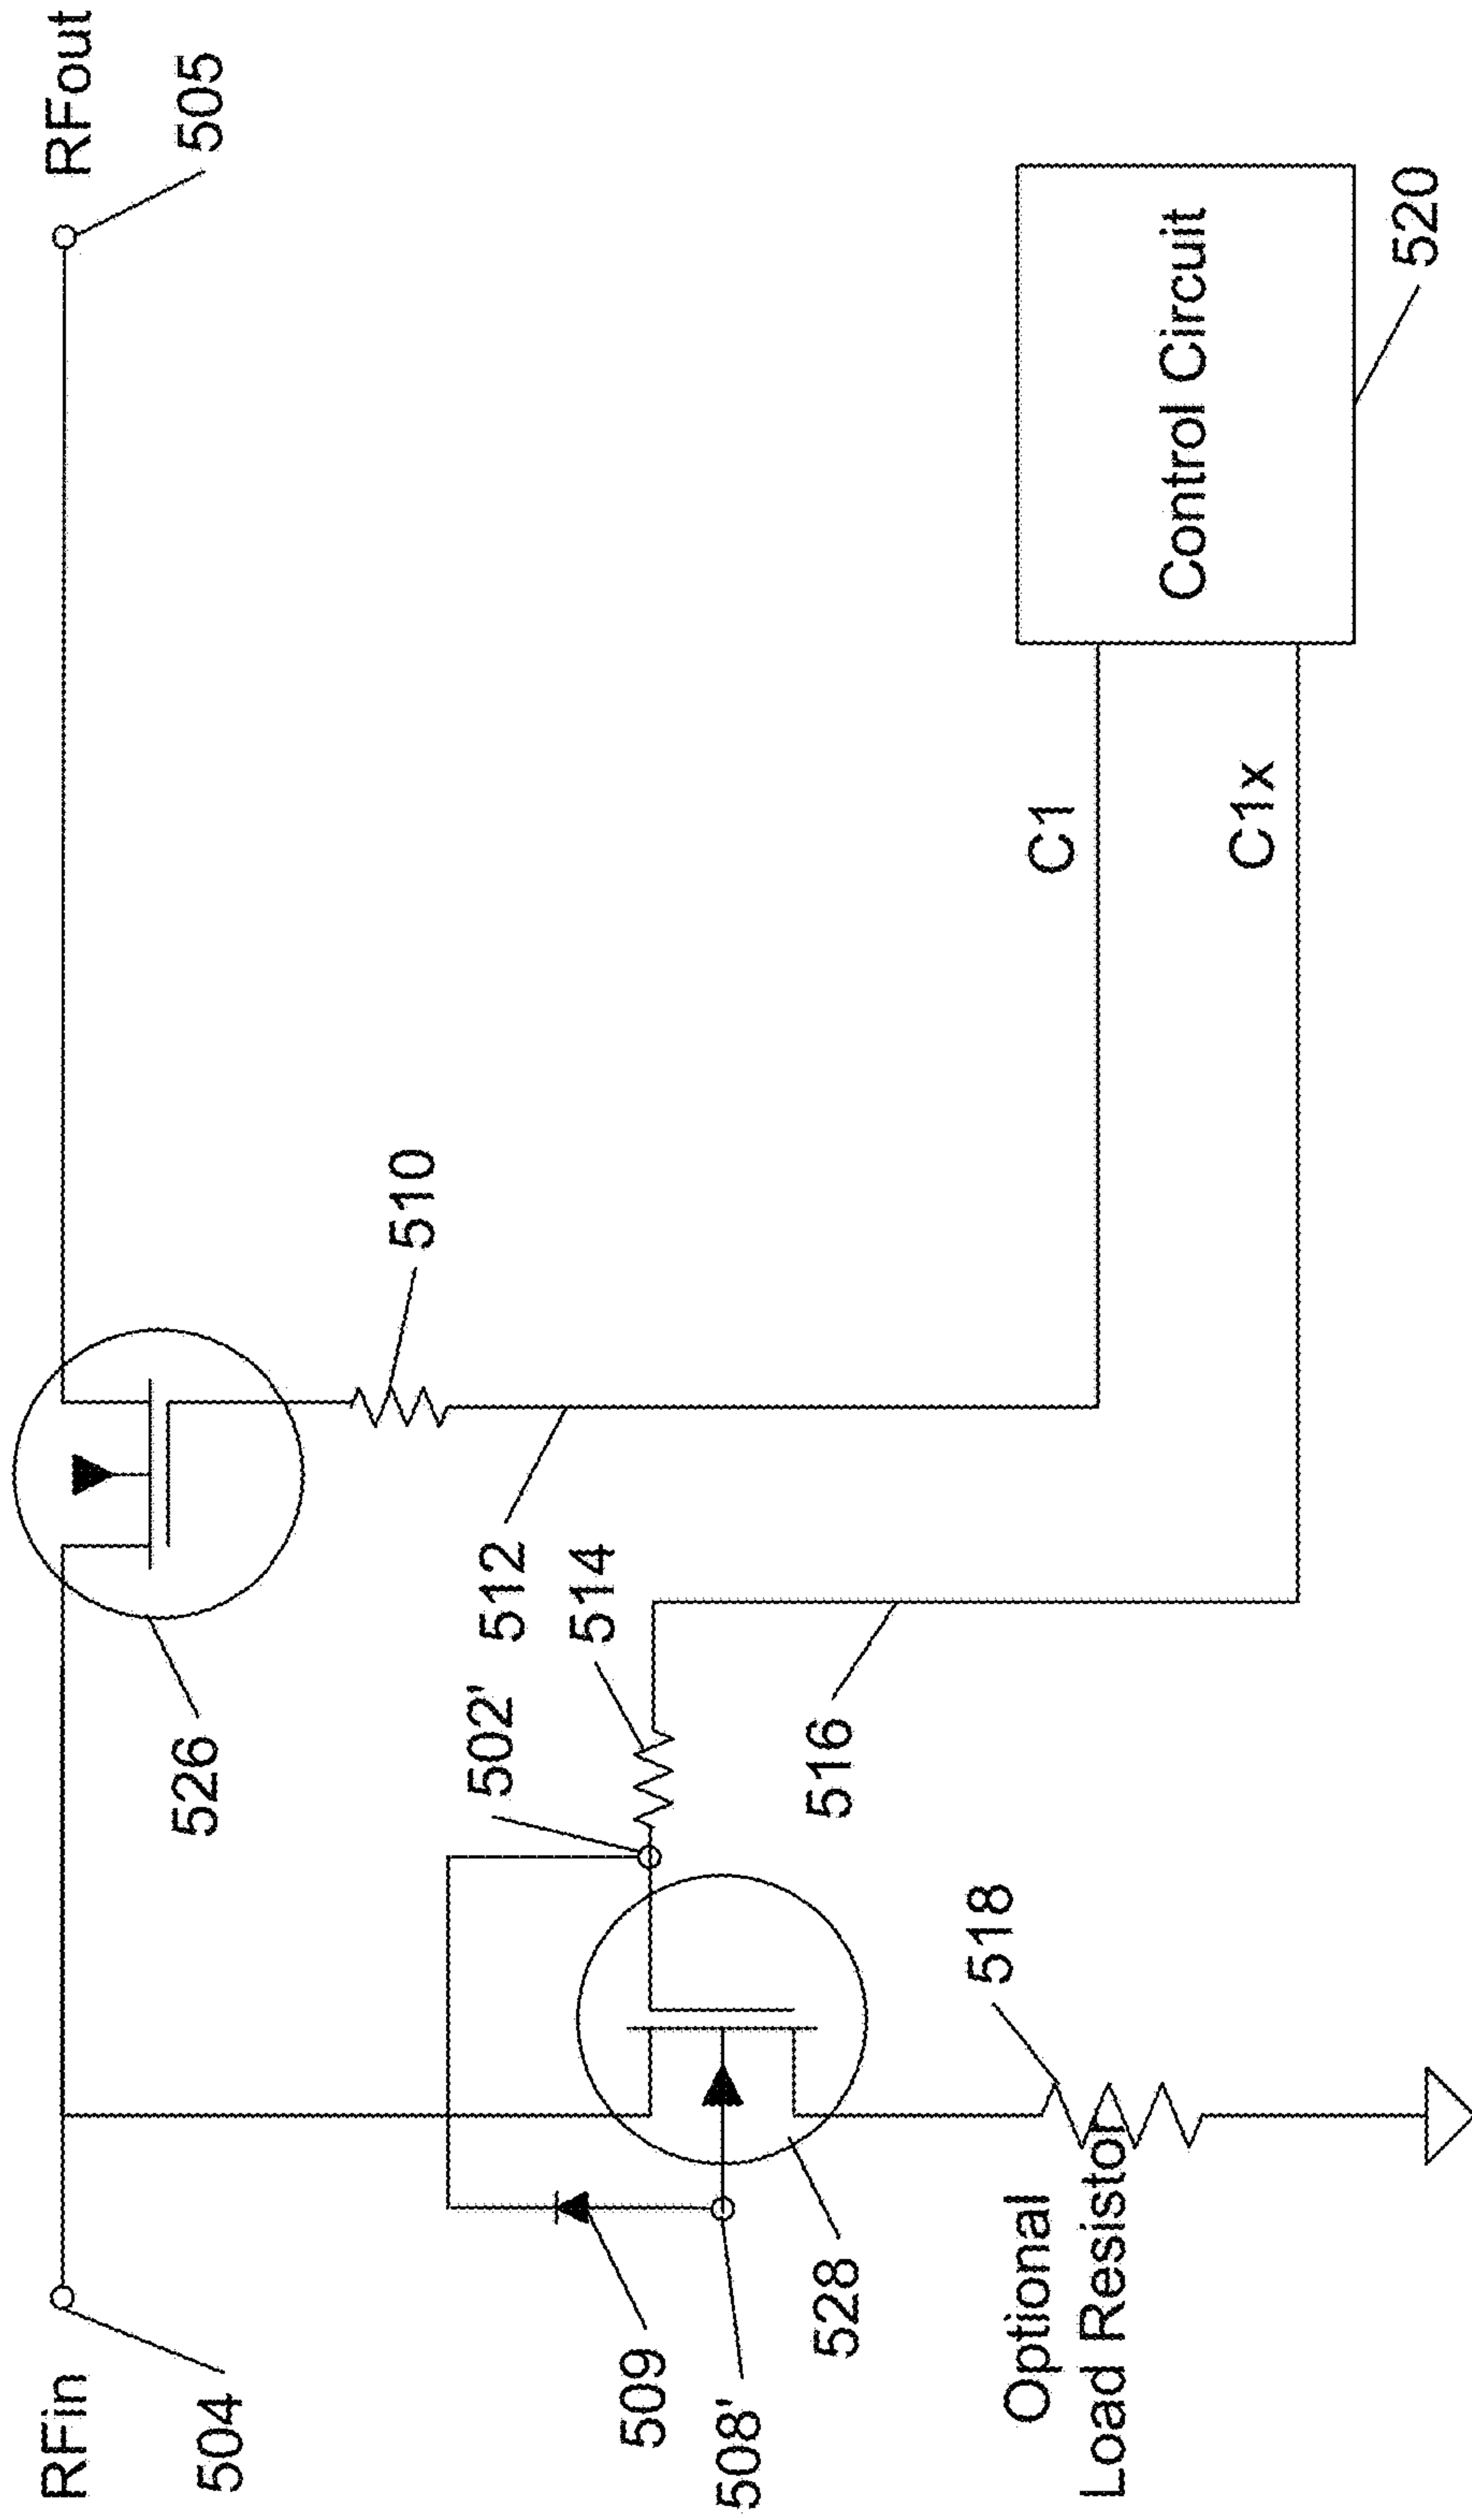 RFin
504
RFout
505
526
510
502'
512
514
509
508'
528
516
518
Optional
Load Resistor
C1
C1x
Control Circuit
520